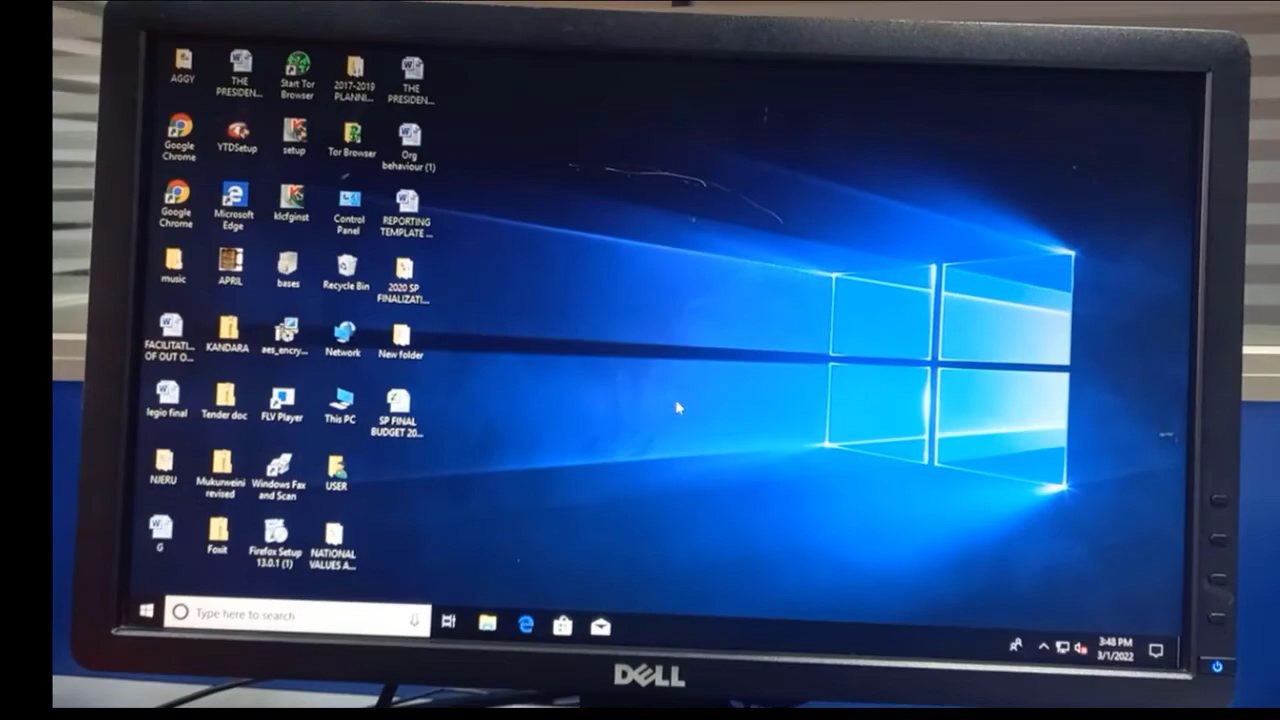 AGGY
THE
PRESIDEN...
Start Tor
Browser
2017-2019
PLANNI...
THE
PRESIDEN...
Google
Chrome
YTDSetup
setup
Tor Browser
Org
behaviour (1)
Google
Chrome
Microsoft
Edge
klcfginst
Control
Panel
REPORTING
TEMPLATE ...
music
APRIL
bases
Recycle Bin
2020 SP
FINALIZATI...
FACILITATI...
OF OUT O...
KANDARA
aes_encry...
Network
New folder
legio final
Tender doc
FLV Player
This PC
SP FINAL
BUDGET 20...
NJERU
Mukurweini
revised
Windows Fax
and Scan
USER
G
Foxit
Firefox Setup
13.0.1 (1)
NATIONAL
VALUES A...
Type here to search
3:48 PM
3/1/2022
DELL